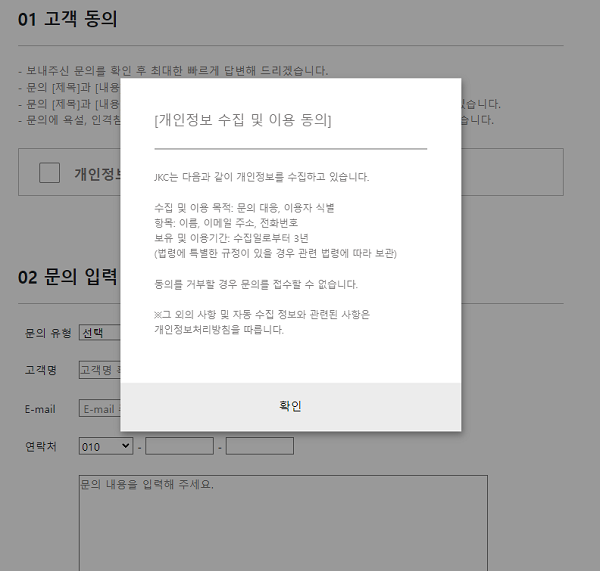 01 고객 동의
- 보내주신 문의를 확인 후 최대한 빠르게 답변해 드리겠습니다.
- 문의 [제목]과 [내용
- 문의 [제목]과 [내용 있습니다.
- 문의에 욕설, 인격침 습니다.
개인정보
[개인정보 수집 및 이용 동의]
JKC는 다음과 같이 개인정보를 수집하고 있습니다.
수집 및 이용 목적: 문의 대응, 이용자 식별
항목: 이름, 이메일 주소, 전화번호
보유 및 이용기간: 수집일로부터 3년
(법령에 특별한 규정이 있을 경우 관련 법령에 따라 보관)
동의를 거부할 경우 문의를 접수할 수 없습니다.
※그 외의 사항 및 자동 수집 정보와 관련된 사항은
개인정보처리방침을 따릅니다.
확인
02 문의 입력
문의 유형 선택
고객명 고객명
E-mail E-mail
연락처 010 - -
문의 내용을 입력해 주세요.